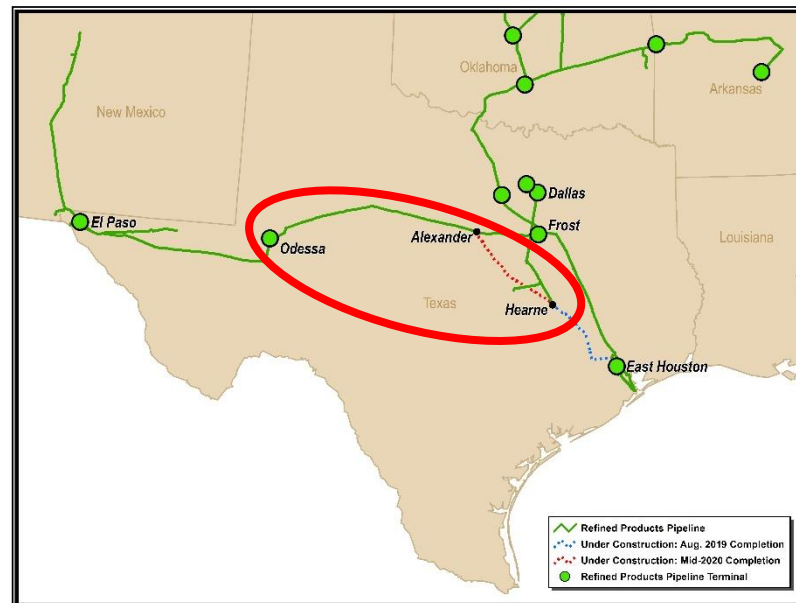 Oklahoma
Arkansas
New Mexico
Dallas
El Paso
Frost
Alexander
Odessa
Louisiana
Texas
Hearne
East Houston
Refined Products Pipeline
Under Construction: Aug. 2019 Completion
Under Construction: Mid-2020 Completion
Refined Products Pipeline Terminal